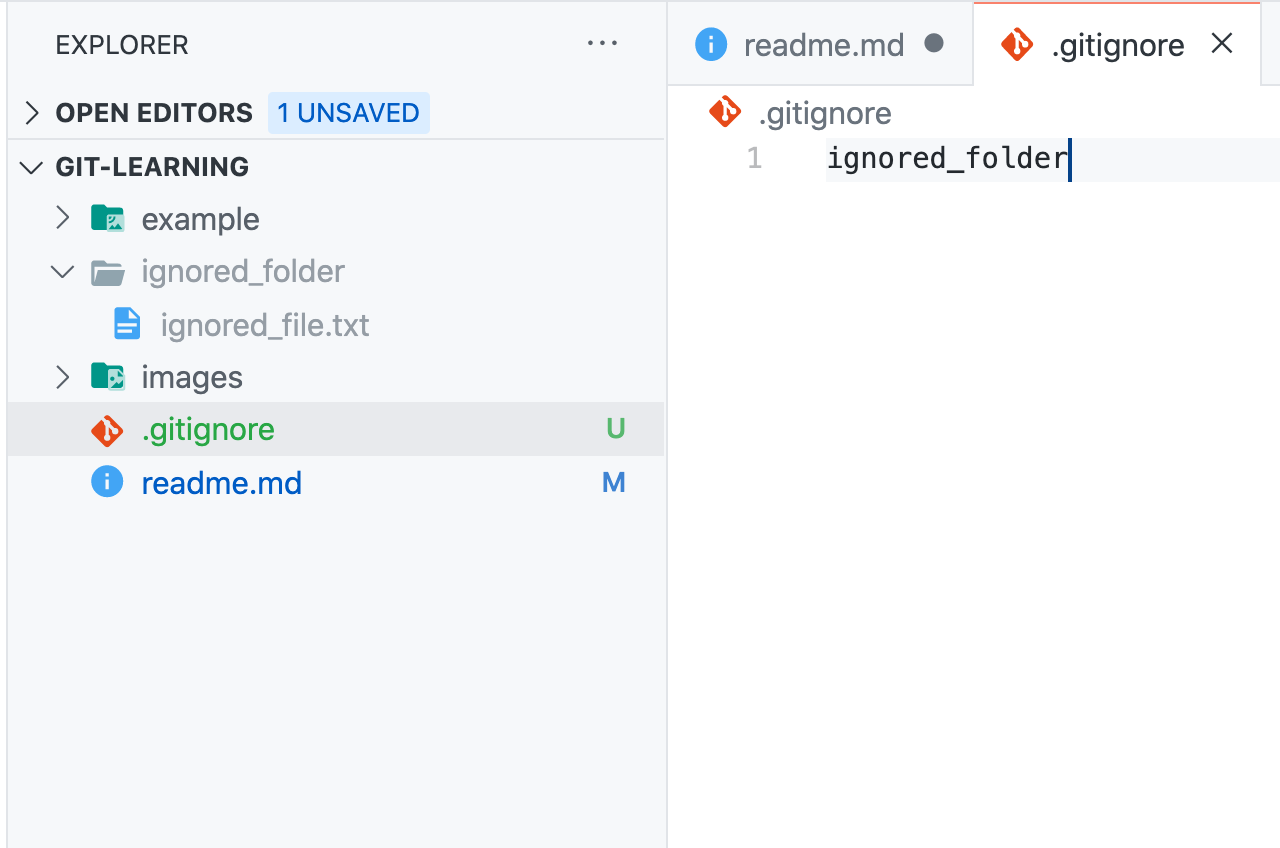 EXPLORER
OPEN EDITORS 1 UNSAVED
GIT-LEARNING
example
ignored_folder
ignored_file.txt
images
.gitignore U
readme.md M
readme.md .gitignore
.gitignore
1 ignored_folder